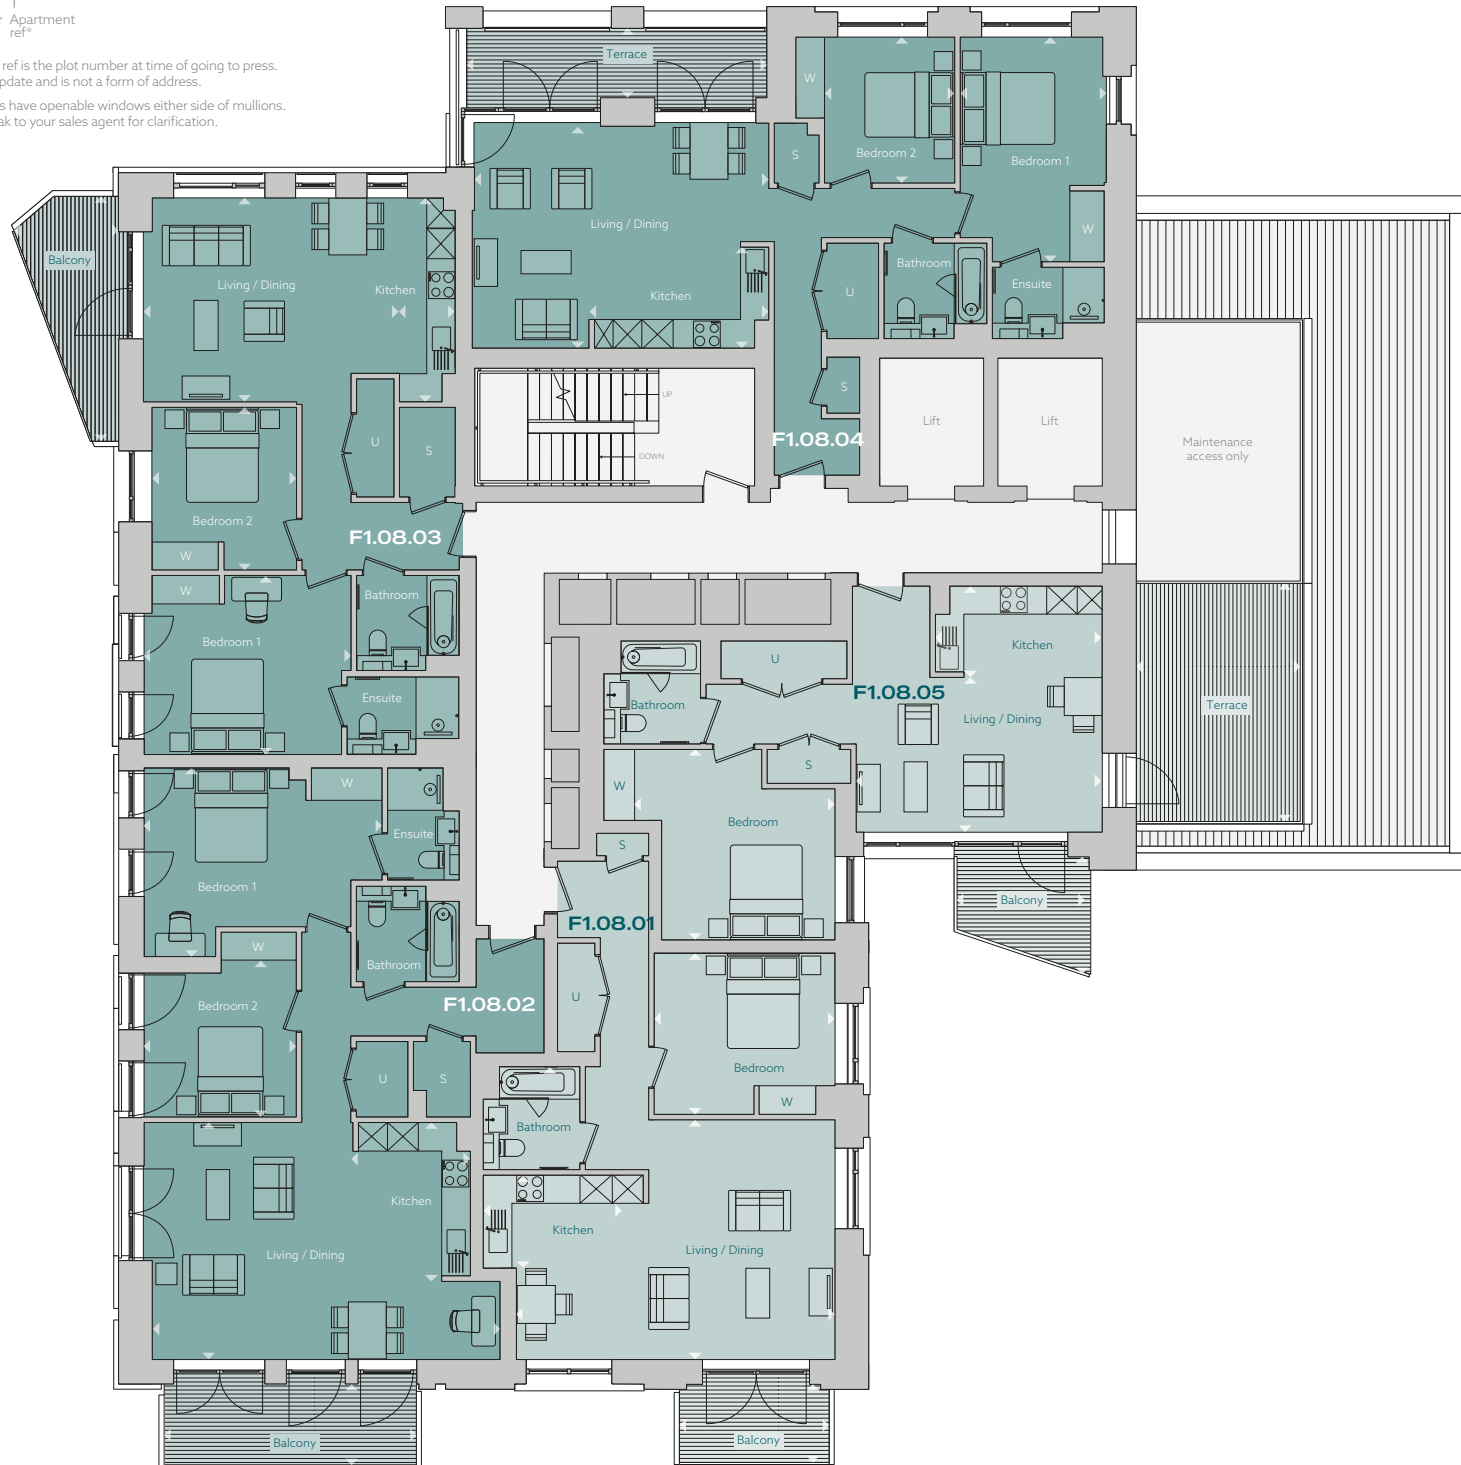 Apartment
ref*
ref is the plot number at time of going to press.
and is not a form of address.
have openable windows either side of mullions.
to your sales agent for clarification.
Terrace
W
Bedroom 2
Bedroom 1
S
W
Living / Dining
Kitchen
U
Bathroom
Ensuite
S
F1.08.04
Lift
Lift
Maintenance
access only
UP
DOWN
Balcony
Living / Dining
Kitchen
U
S
Bedroom 2
W
F1.08.03
W
Bathroom
Bedroom 1
Ensuite
U
Kitchen
Bathroom
F1.08.05
Living / Dining
Terrace
S
W
Bedroom
Balcony
W
Ensuite
Bedroom 1
W
Bathroom
Bedroom 2
F1.08.02
U
S
S
F1.08.01
U
Bedroom
W
Bathroom
Kitchen
Living / Dining
Kitchen
Living / Dining
Balcony
Balcony